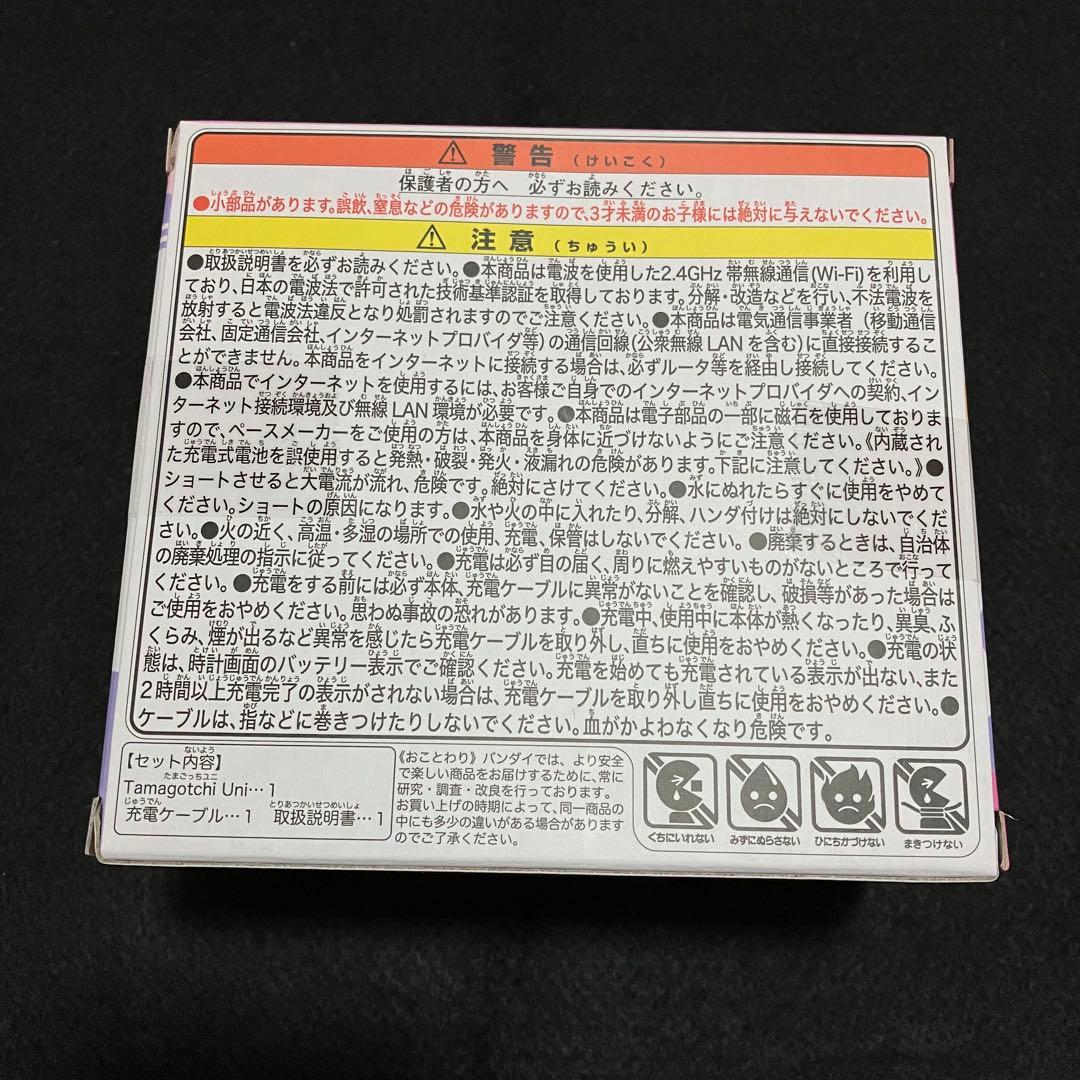 ⚠ 警告(けいこく)
保護者の方へ 必ずお読みください。
●小部品があります。誤飲、窒息などの危険がありますので、3才未満のお子様には絶対に与えないでください。
⚠ 注意(ちゅうい)
●取扱説明書を必ずお読みください。●本商品は電波を使用した2.4GHz 帯無線通信(Wi-Fi)を利用し
ており、日本の電波法で許可された技術基準認証を取得しております。分解・改造などを行い、不法電波を
放射すると電波法違反となり処罰されますのでご注意ください。●本商品は電気通信事業者(移動通信
会社、固定通信会社、インターネットプロバイダ等)の通信回線(公衆無線LANを含む)に直接接続するこ
とができません。本商品をインターネットに接続する場合は、必ずルータ等を経由し接続してください。
●本商品でインターネットを使用するには、お客様ご自身でのインターネットプロバイダへの契約、イン
ターネット接続環境及び無線LAN環境が必要です。●本商品は電子部品の一部に磁石を使用しておりま
すので、ペースメーカーをご使用の方は、本商品を身体に近づけないようにご注意ください。《内蔵され
た充電式電池を誤使用すると発熱・破裂・発火・液漏れの危険があります。下記に注意してください。》●
ショートさせると大電流が流れ、危険です。絶対にさけてください。●水にぬれたらすぐに使用をやめて
ください。ショートの原因になります。●水や火の中に入れたり、分解、ハンダ付けは絶対にしないでくだ
さい。●火の近く、高温・多湿の場所での使用、充電、保管はしないでください。●廃棄するときは、自治体
の廃棄処理の指示に従ってください。●充電は必ず目の届く、周りに燃えやすいものがないところで行って
ください。●充電をする前には必ず本体、充電ケーブルに異常がないことを確認し、破損等があった場合は
ご使用をおやめください。思わぬ事故の恐れがあります。●充電中、使用中に本体が熱くなったり、異臭、ふ
くらみ、煙が出るなど異常を感じたら充電ケーブルを取り外し、直ちに使用をおやめください。●充電の状
態は、時計画面のバッテリー表示でご確認ください。充電を始めても充電されている表示が出ない、また
2時間以上充電完了の表示がされない場合は、充電ケーブルを取り外し直ちに使用をおやめください。●
ケーブルは、指などに巻きつけたりしないでください。血がかよわなくなり危険です。
【セット内容】
Tamagotchi Uni…1
充電ケーブル…1 取扱説明書…1
《おことわり》バンダイでは、より安全
で楽しい商品をお届けするために、常に
研究・調査・改良を行っております。
お買い上げの時期によって、同一商品の
中にも多少の違いがある場合があります
のでご了承ください。
くちにいれない みずにぬらさない ひにちかづけない まきつけない